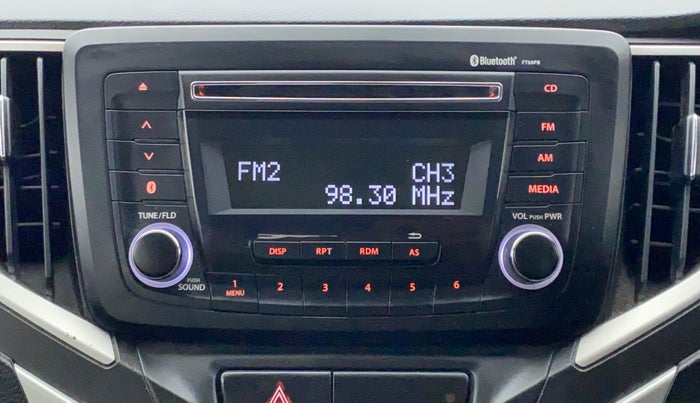 Bluetooth® FT66PB
CD
FM
AM
MEDIA
FM2 CH3
98.30 MHz
TUNE/FLD
VOL PUSH PWR
PUSH SOUND
DISP RPT RDM AS
1 MENU 2 3 4 5 6